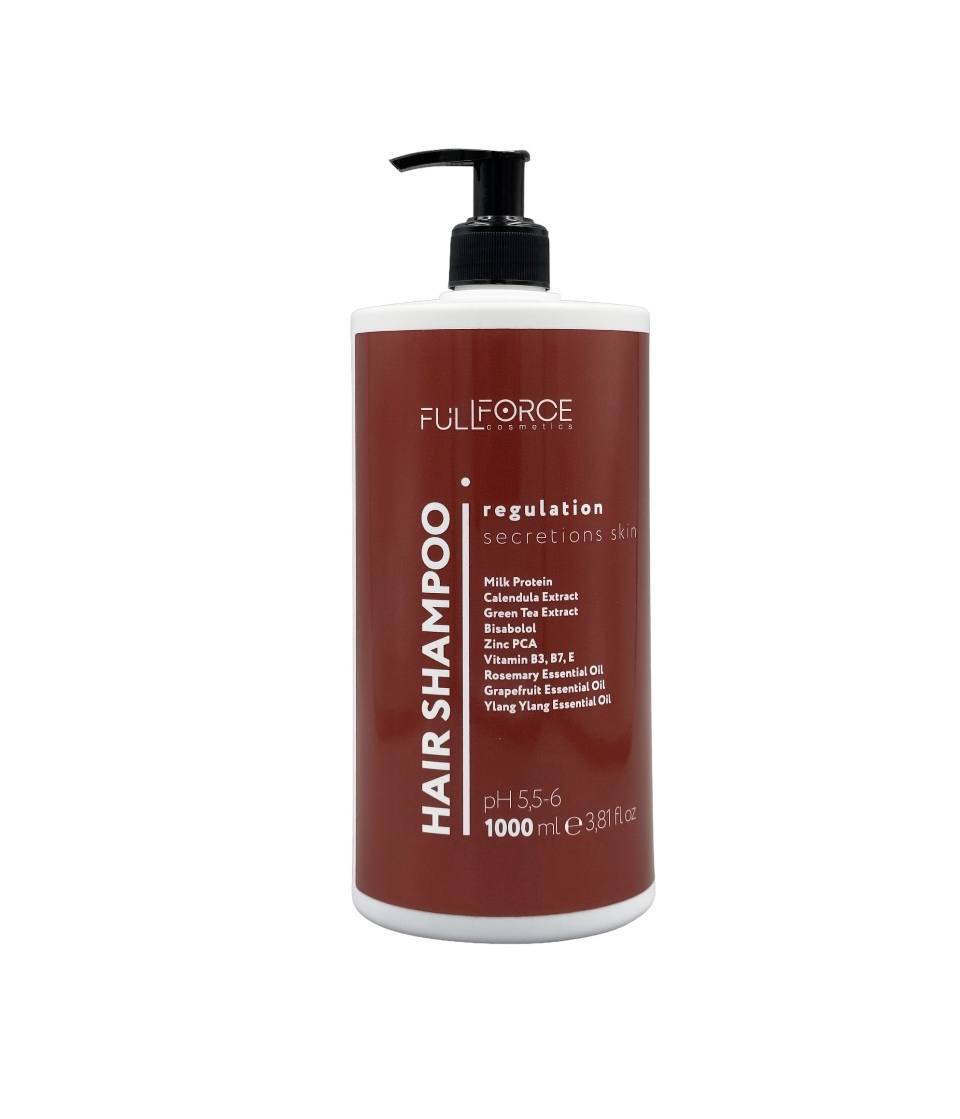 FULLFORCE
cosmetics
HAIR SHAMPOO
regulation
secretions skin
Milk Protein
Calendula Extract
Green Tea Extract
Bisabolol
Zinc PCA
Vitamin B3, B7, E
Rosemary Essential Oil
Grapefruit Essential Oil
Ylang Ylang Essential Oil
pH 5,5-6
1000 ml ℮ 3,81 fl oz